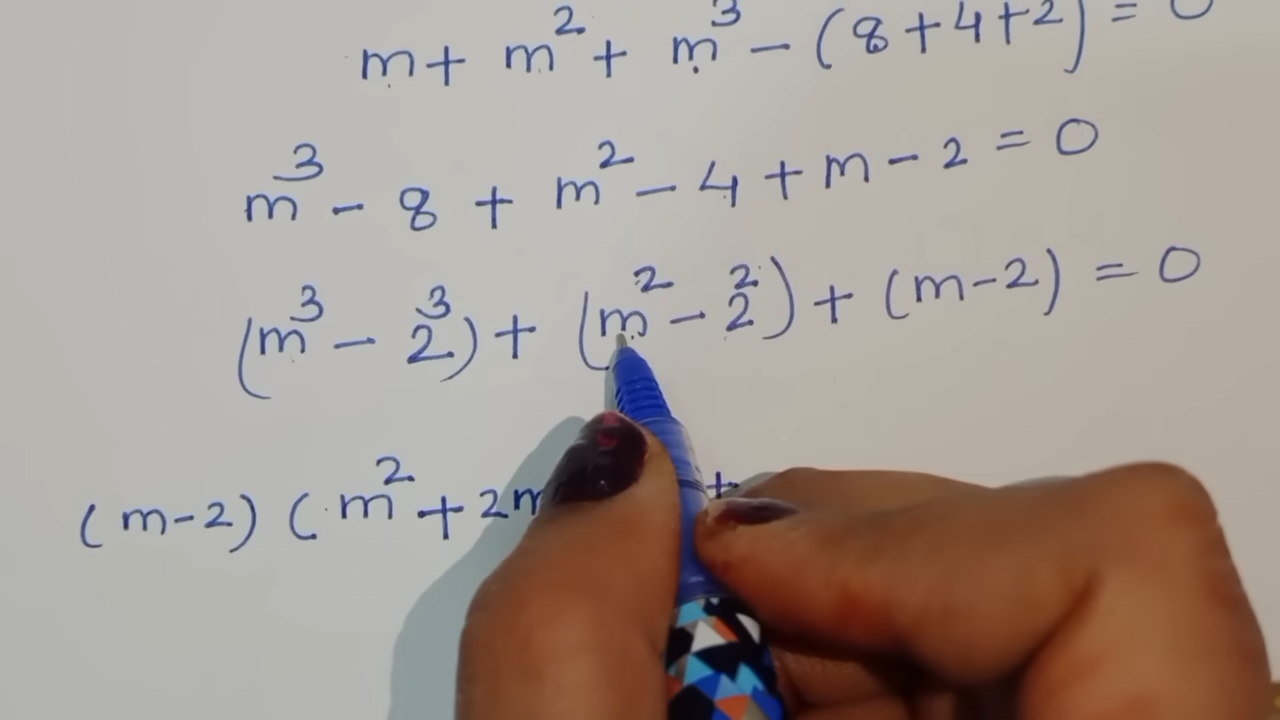 m + m² + m³ - (8+4+2) = 0
m³ - 8 + m² - 4 + m - 2 = 0
(m³ - 2³) + (m² - 2²) + (m-2) = 0
(m-2) (m² + 2m +